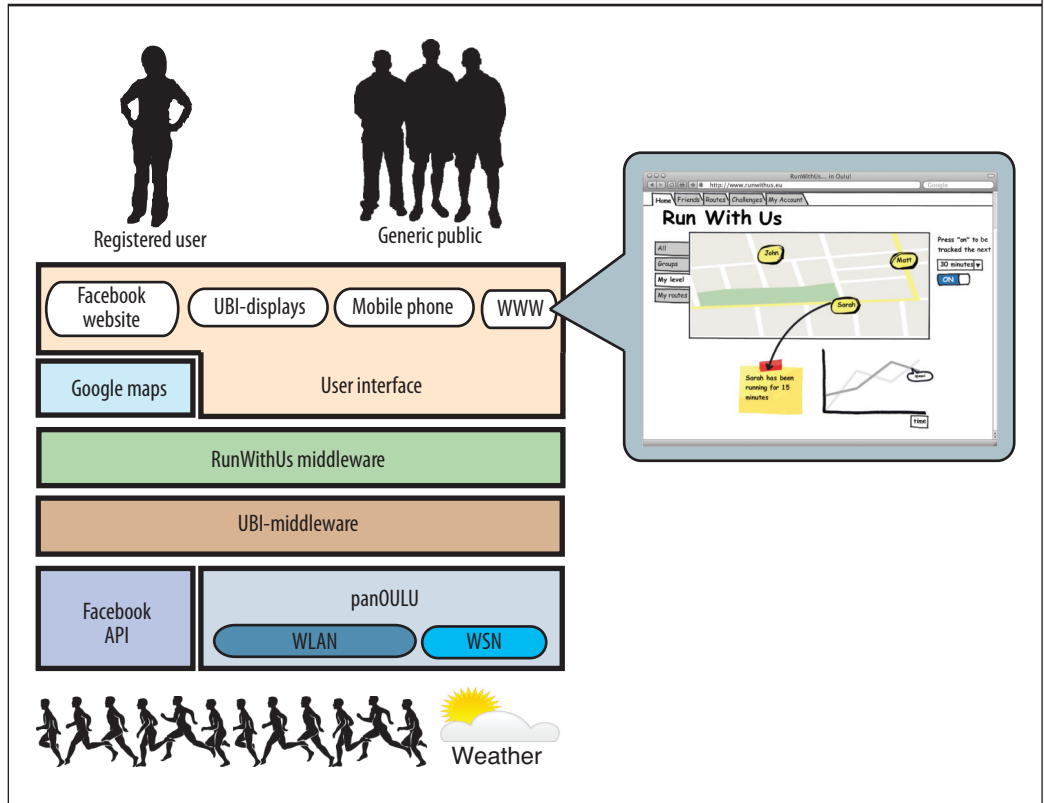 Registered user
Generic public
Facebook
website
UBI-displays
Mobile phone
WWW
Google maps
User interface
RunWithUs middleware
UBI-middleware
Facebook
API
panOULU
WLAN
WSN
Weather
RunWithUs... in Oulu!
http://www.runwithus.eu
Google
Home
Friends
Routes
Challenges
My Account
Run With Us
All
Groups
My level
My routes
John
Matt
Sarah
Press "on" to be
tracked the next
30 minutes
ON
Sarah has been
running for 15
minutes
speed
time